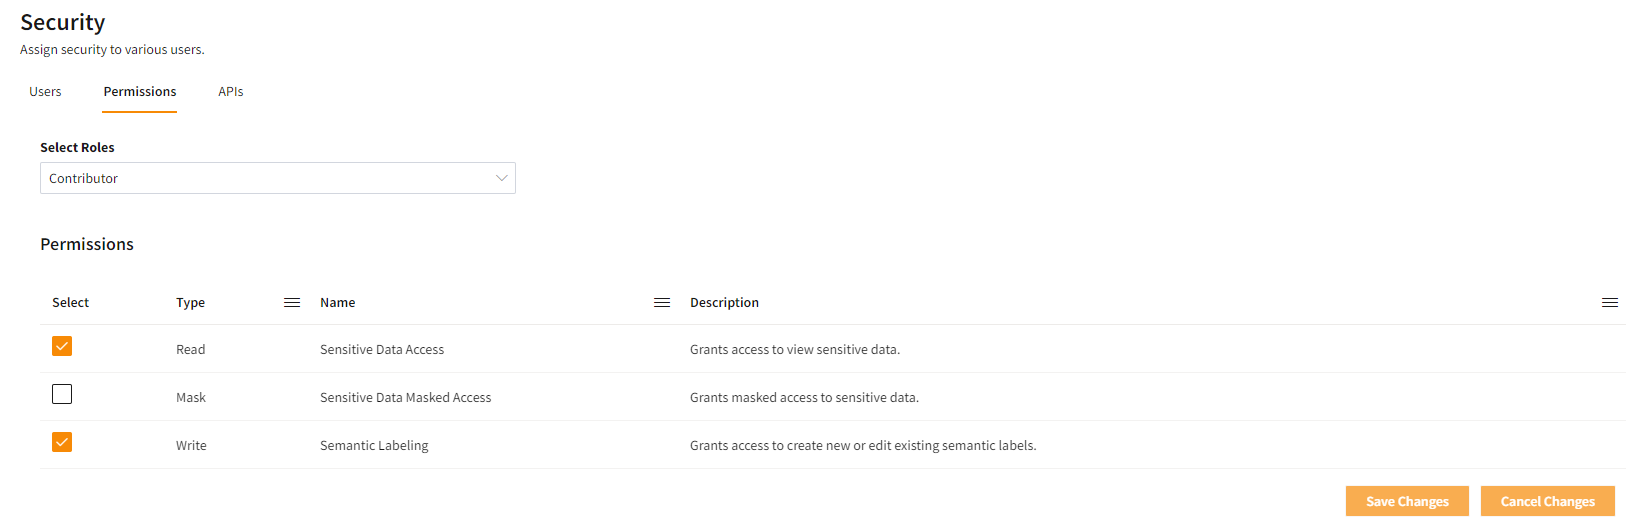 Security
Assign security to various users.
Users Permissions APIs
Select Roles
Contributor
Permissions
Select Type Name Description
Read Sensitive Data Access Grants access to view sensitive data.
Mask Sensitive Data Masked Access Grants masked access to sensitive data.
Write Semantic Labeling Grants access to create new or edit existing semantic labels.
Save Changes Cancel Changes